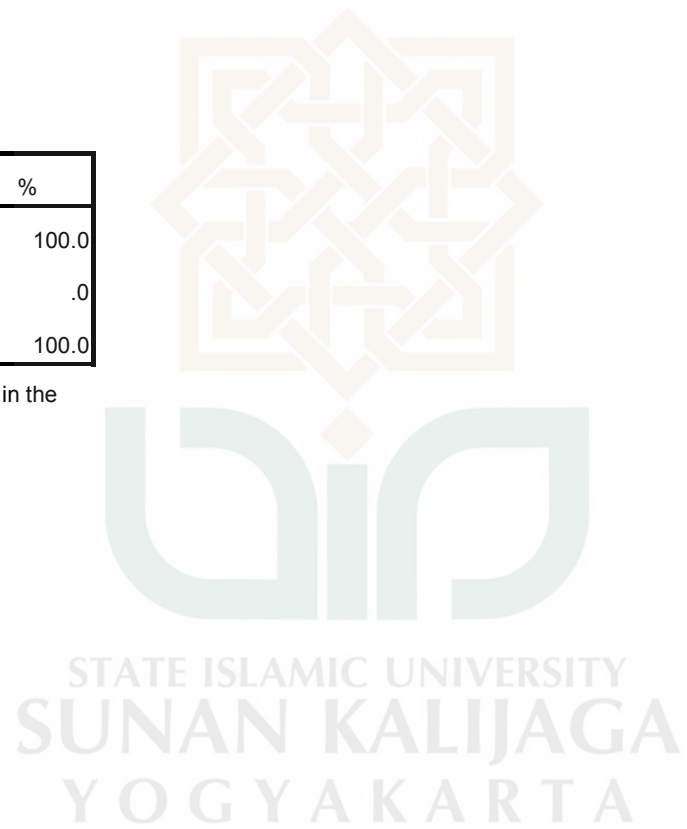 %
100.0
.0
100.0
in the
STATE ISLAMIC UNIVERSITY
SUNAN KALIJAGA
YOGYAKARTA